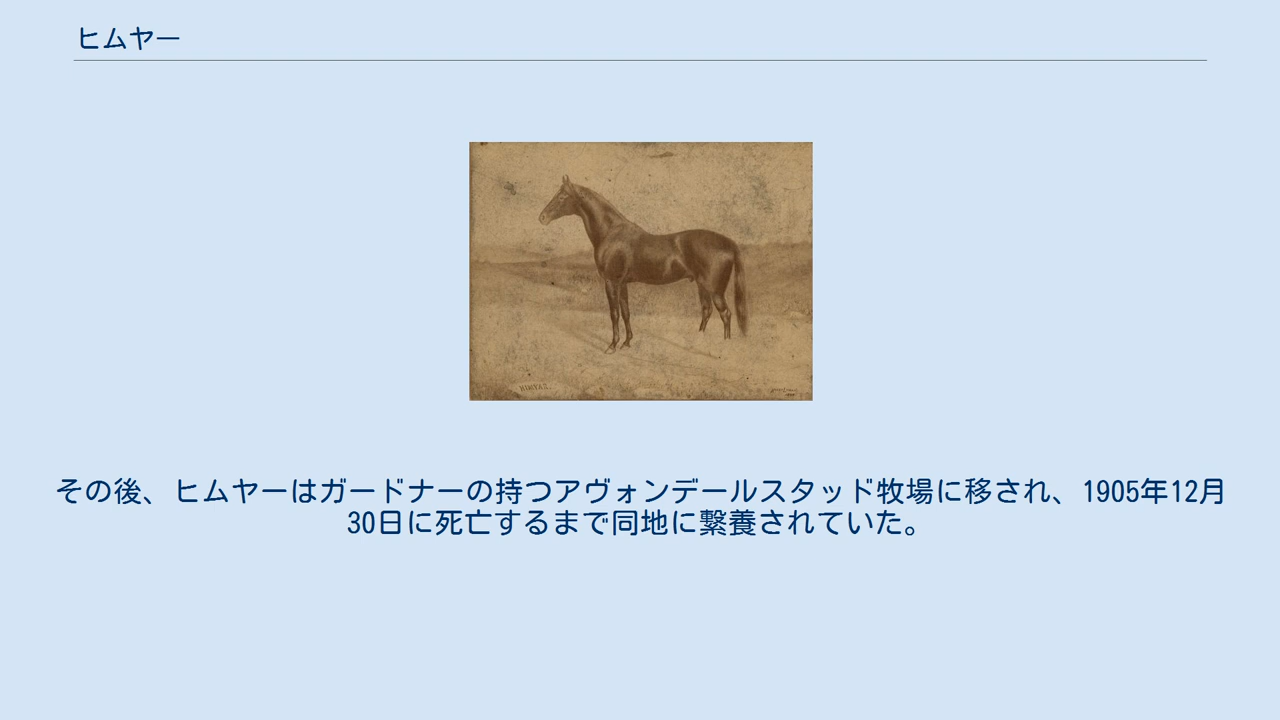 ヒムヤー
HIMYAR.
その後、ヒムヤーはガードナーの持つアヴォンデールスタッド牧場に移され、1905年12月
30日に死亡するまで同地に繋養されていた。